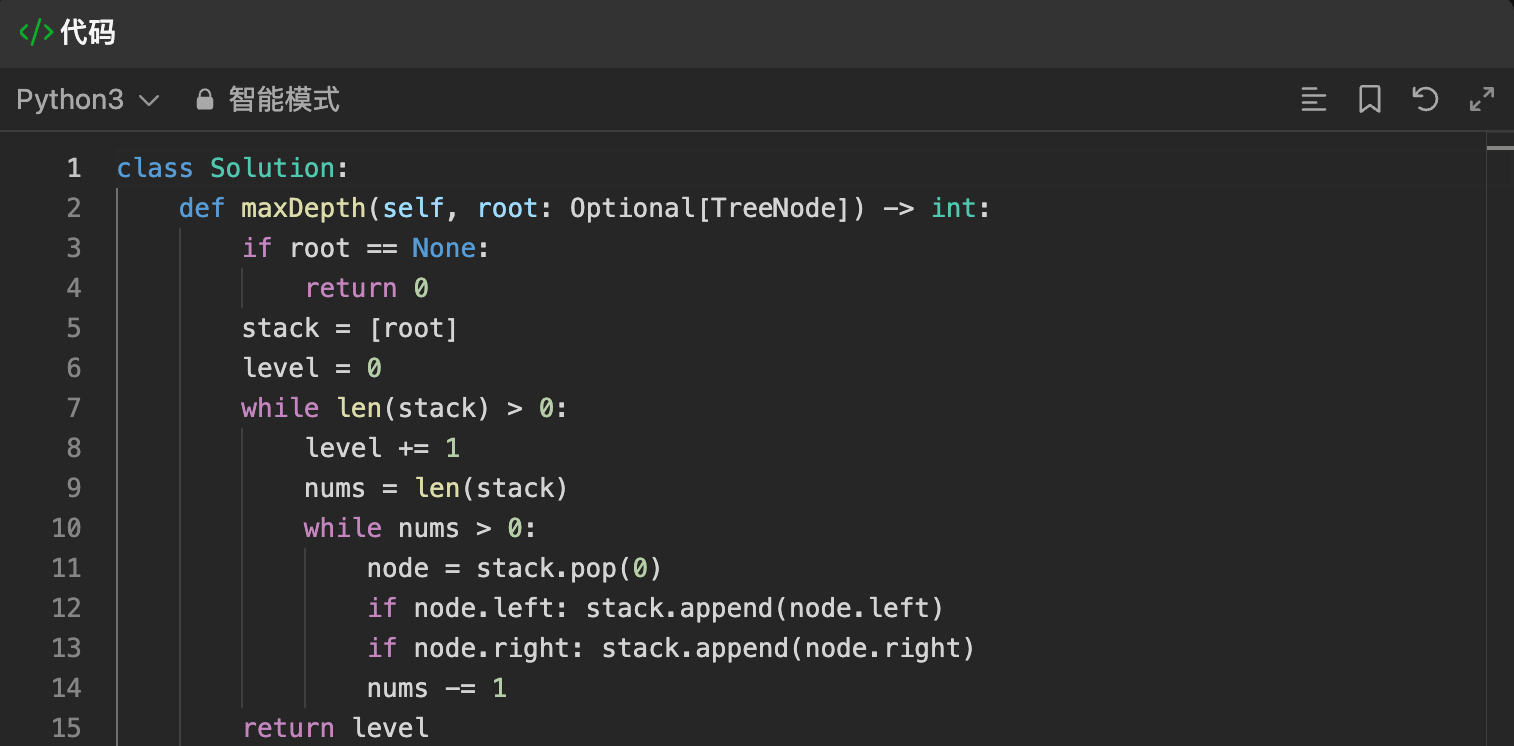 </> 代码
Python3 智能模式
1 class Solution:
2     def maxDepth(self, root: Optional[TreeNode]) -> int:
3         if root == None:
4             return 0
5         stack = [root]
6         level = 0
7         while len(stack) > 0:
8             level += 1
9             nums = len(stack)
10             while nums > 0:
11                 node = stack.pop(0)
12                 if node.left: stack.append(node.left)
13                 if node.right: stack.append(node.right)
14                 nums -= 1
15         return level